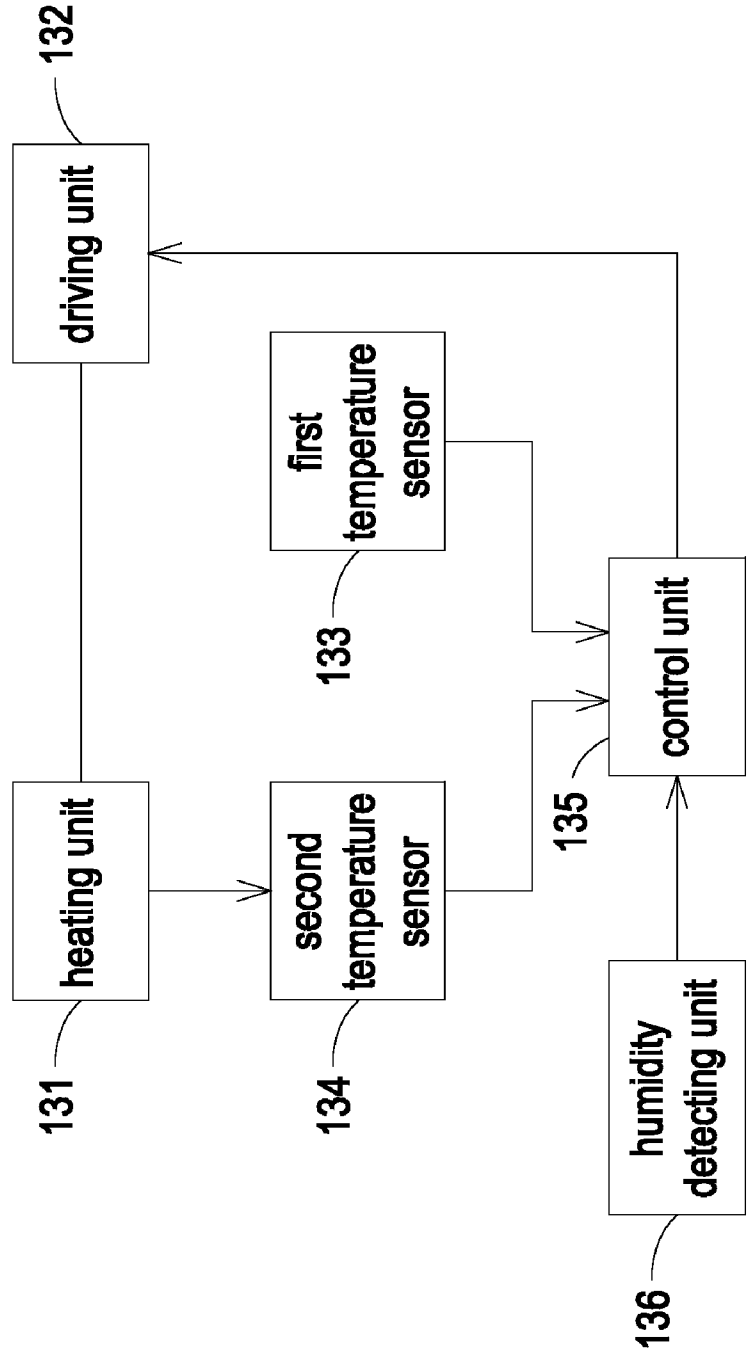 131
heating unit
driving unit
132
134
second
temperature
sensor
133
first
temperature
sensor
136
humidity
detecting unit
135
control unit